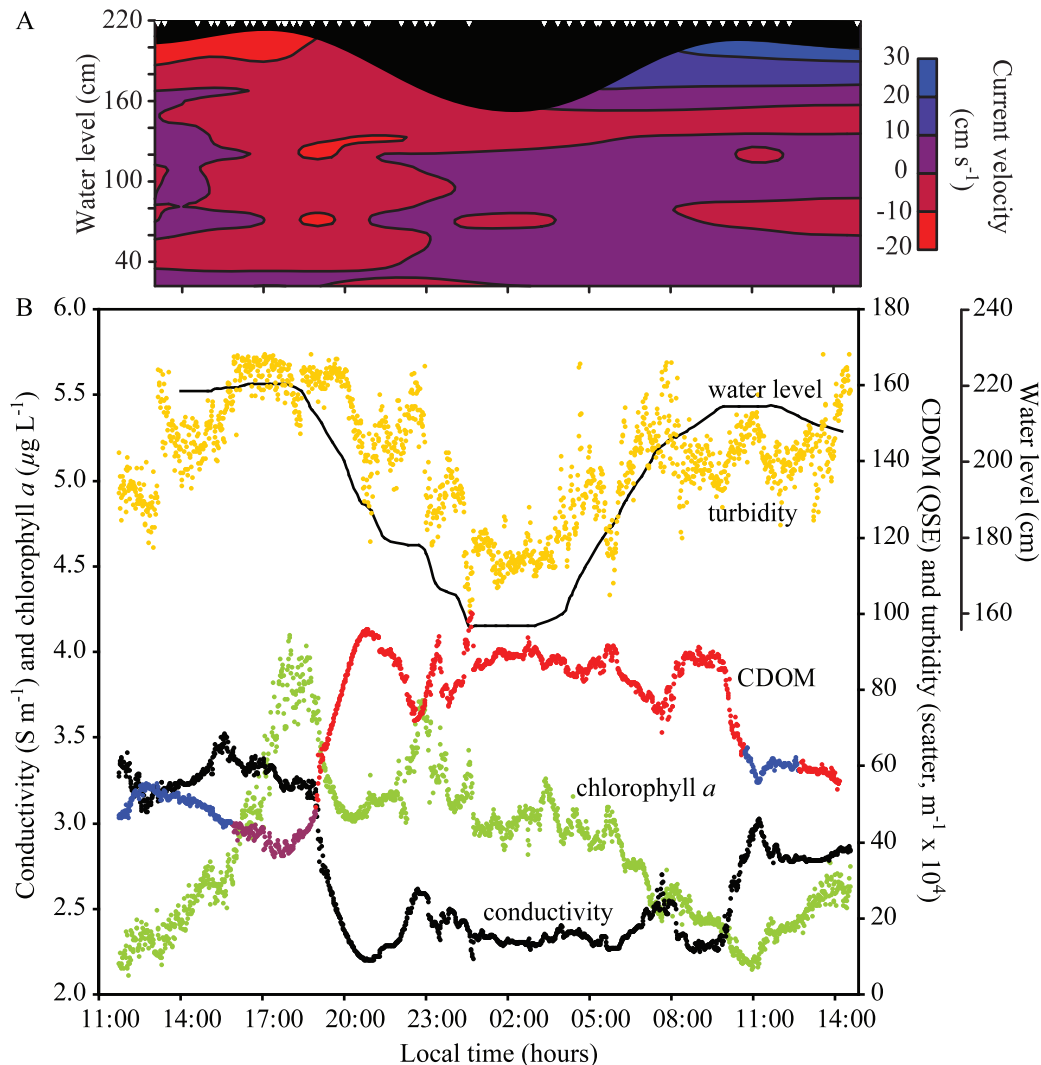 A
220
160
100
40
Water level (cm)
30
20
10
0
-10
-20
Current velocity
(cm s⁻¹)
B
6.0
5.5
5.0
4.5
4.0
3.5
3.0
2.5
2.0
Conductivity (S m⁻¹) and chlorophyll a (µg L⁻¹)
water level
turbidity
CDOM
chlorophyll a
conductivity
180
160
140
120
100
80
60
40
20
0
CDOM (QSE) and turbidity (scatter, m⁻¹ x 10⁴)
240
220
200
180
160
Water level (cm)
11:00 14:00 17:00 20:00 23:00 02:00 05:00 08:00 11:00 14:00
Local time (hours)